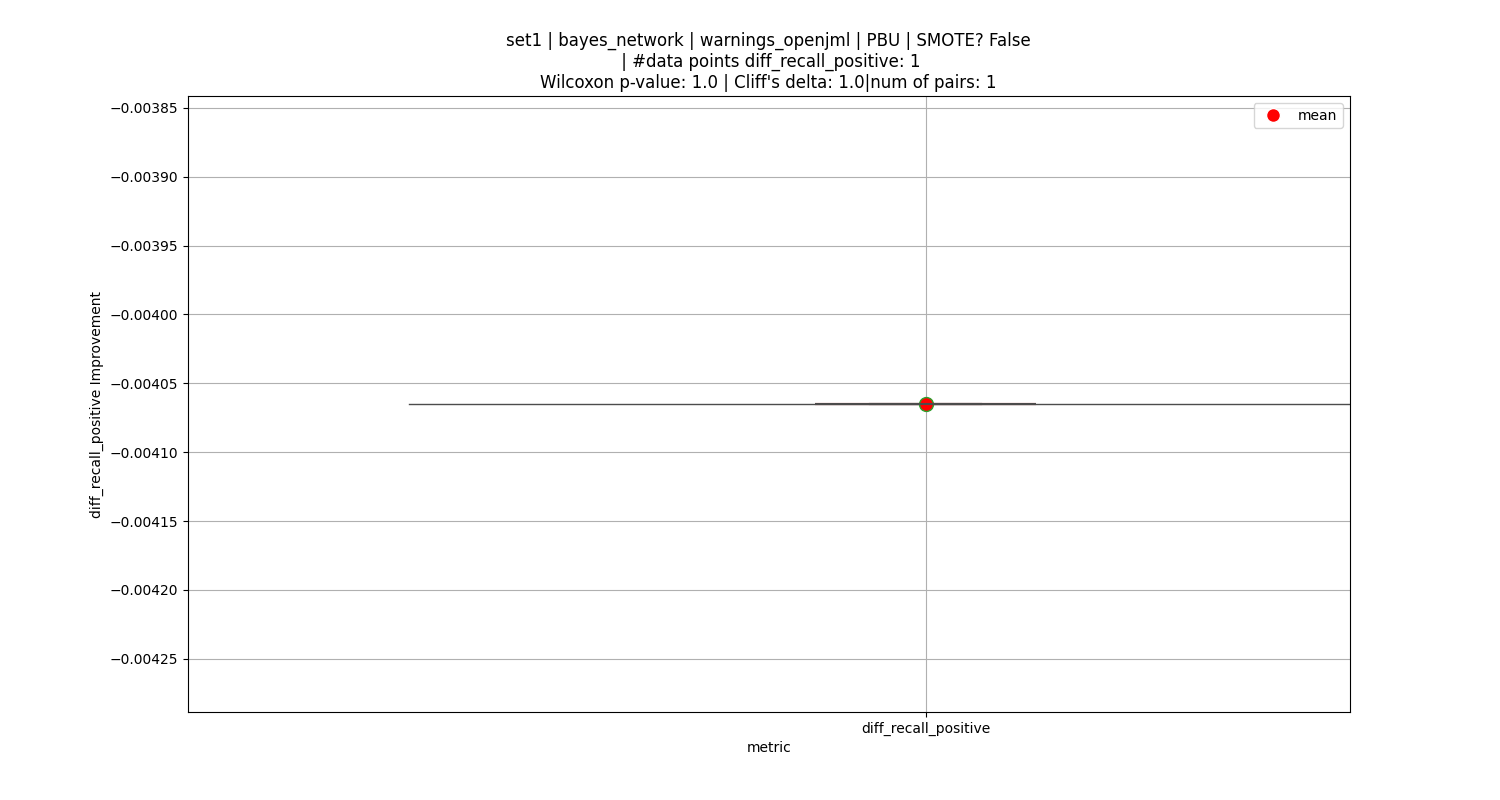 set1 | bayes_network | warnings_openjml | PBU | SMOTE? False
| #data points diff_recall_positive: 1
Wilcoxon p-value: 1.0 | Cliff's delta: 1.0|num of pairs: 1
mean
−0.00385
−0.00390
−0.00395
−0.00400
−0.00405
−0.00410
−0.00415
−0.00420
−0.00425
diff_recall_positive Improvement
diff_recall_positive
metric